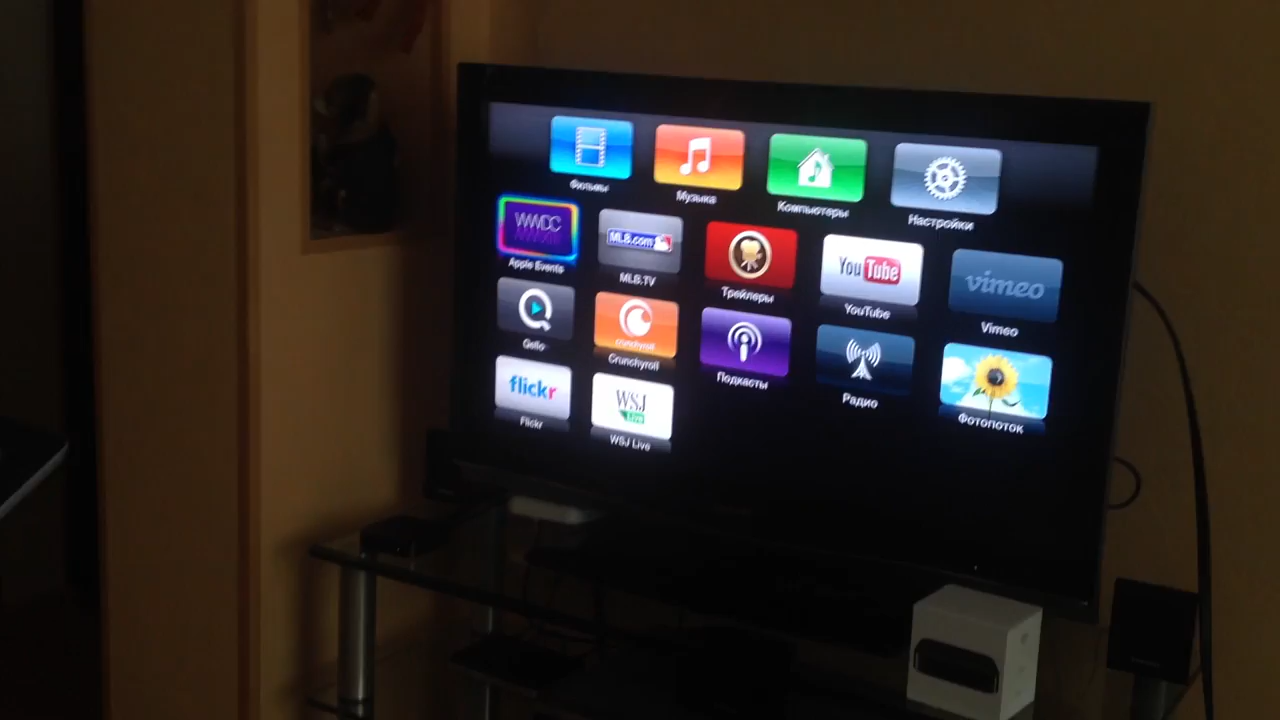 Фильмы
Музыка
Компьютеры
Настройки
WWDC
Apple Events
MLB.com
MLB.TV
Трейлеры
YouTube
YouTube
vimeo
Vimeo
Qello
crunchyroll
Crunchyroll
Подкасты
Радио
Фотопоток
flickr
Flickr
WSJ
Live
WSJ Live